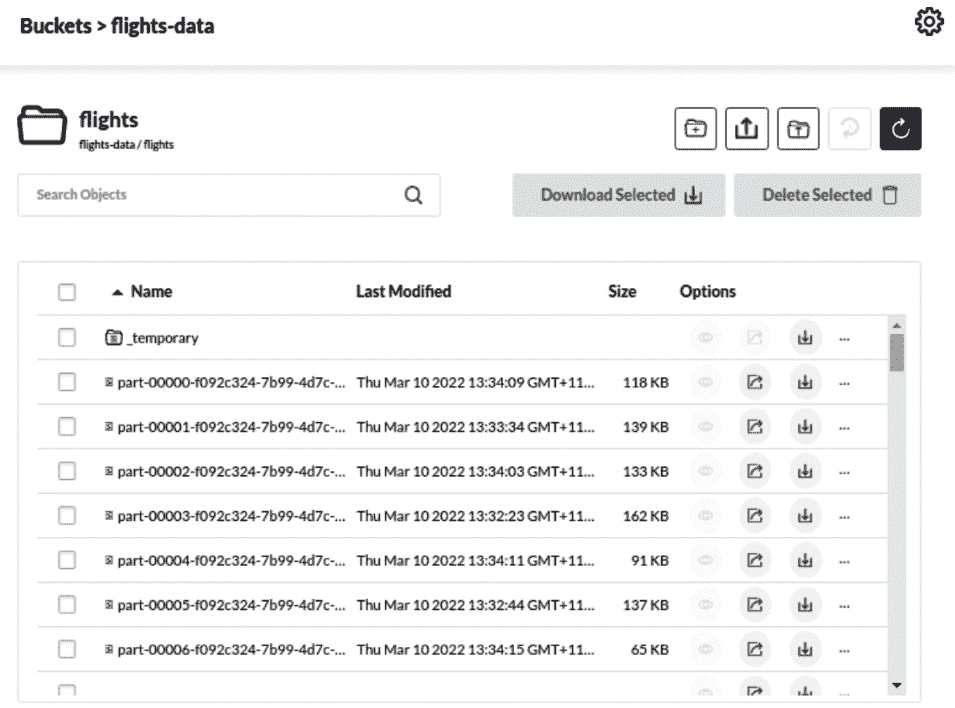 Buckets > flights-data
flights
flights-data / flights
Search Objects
Download Selected
Delete Selected
Name Last Modified Size Options
_temporary ...
part-00000-f092c324-7b99-4d7c-... Thu Mar 10 2022 13:34:09 GMT+11... 118 KB ...
part-00001-f092c324-7b99-4d7c-... Thu Mar 10 2022 13:33:34 GMT+11... 139 KB ...
part-00002-f092c324-7b99-4d7c-... Thu Mar 10 2022 13:34:03 GMT+11... 133 KB ...
part-00003-f092c324-7b99-4d7c-... Thu Mar 10 2022 13:32:23 GMT+11... 162 KB ...
part-00004-f092c324-7b99-4d7c-... Thu Mar 10 2022 13:34:11 GMT+11... 91 KB ...
part-00005-f092c324-7b99-4d7c-... Thu Mar 10 2022 13:32:44 GMT+11... 137 KB ...
part-00006-f092c324-7b99-4d7c-... Thu Mar 10 2022 13:34:15 GMT+11... 65 KB ...